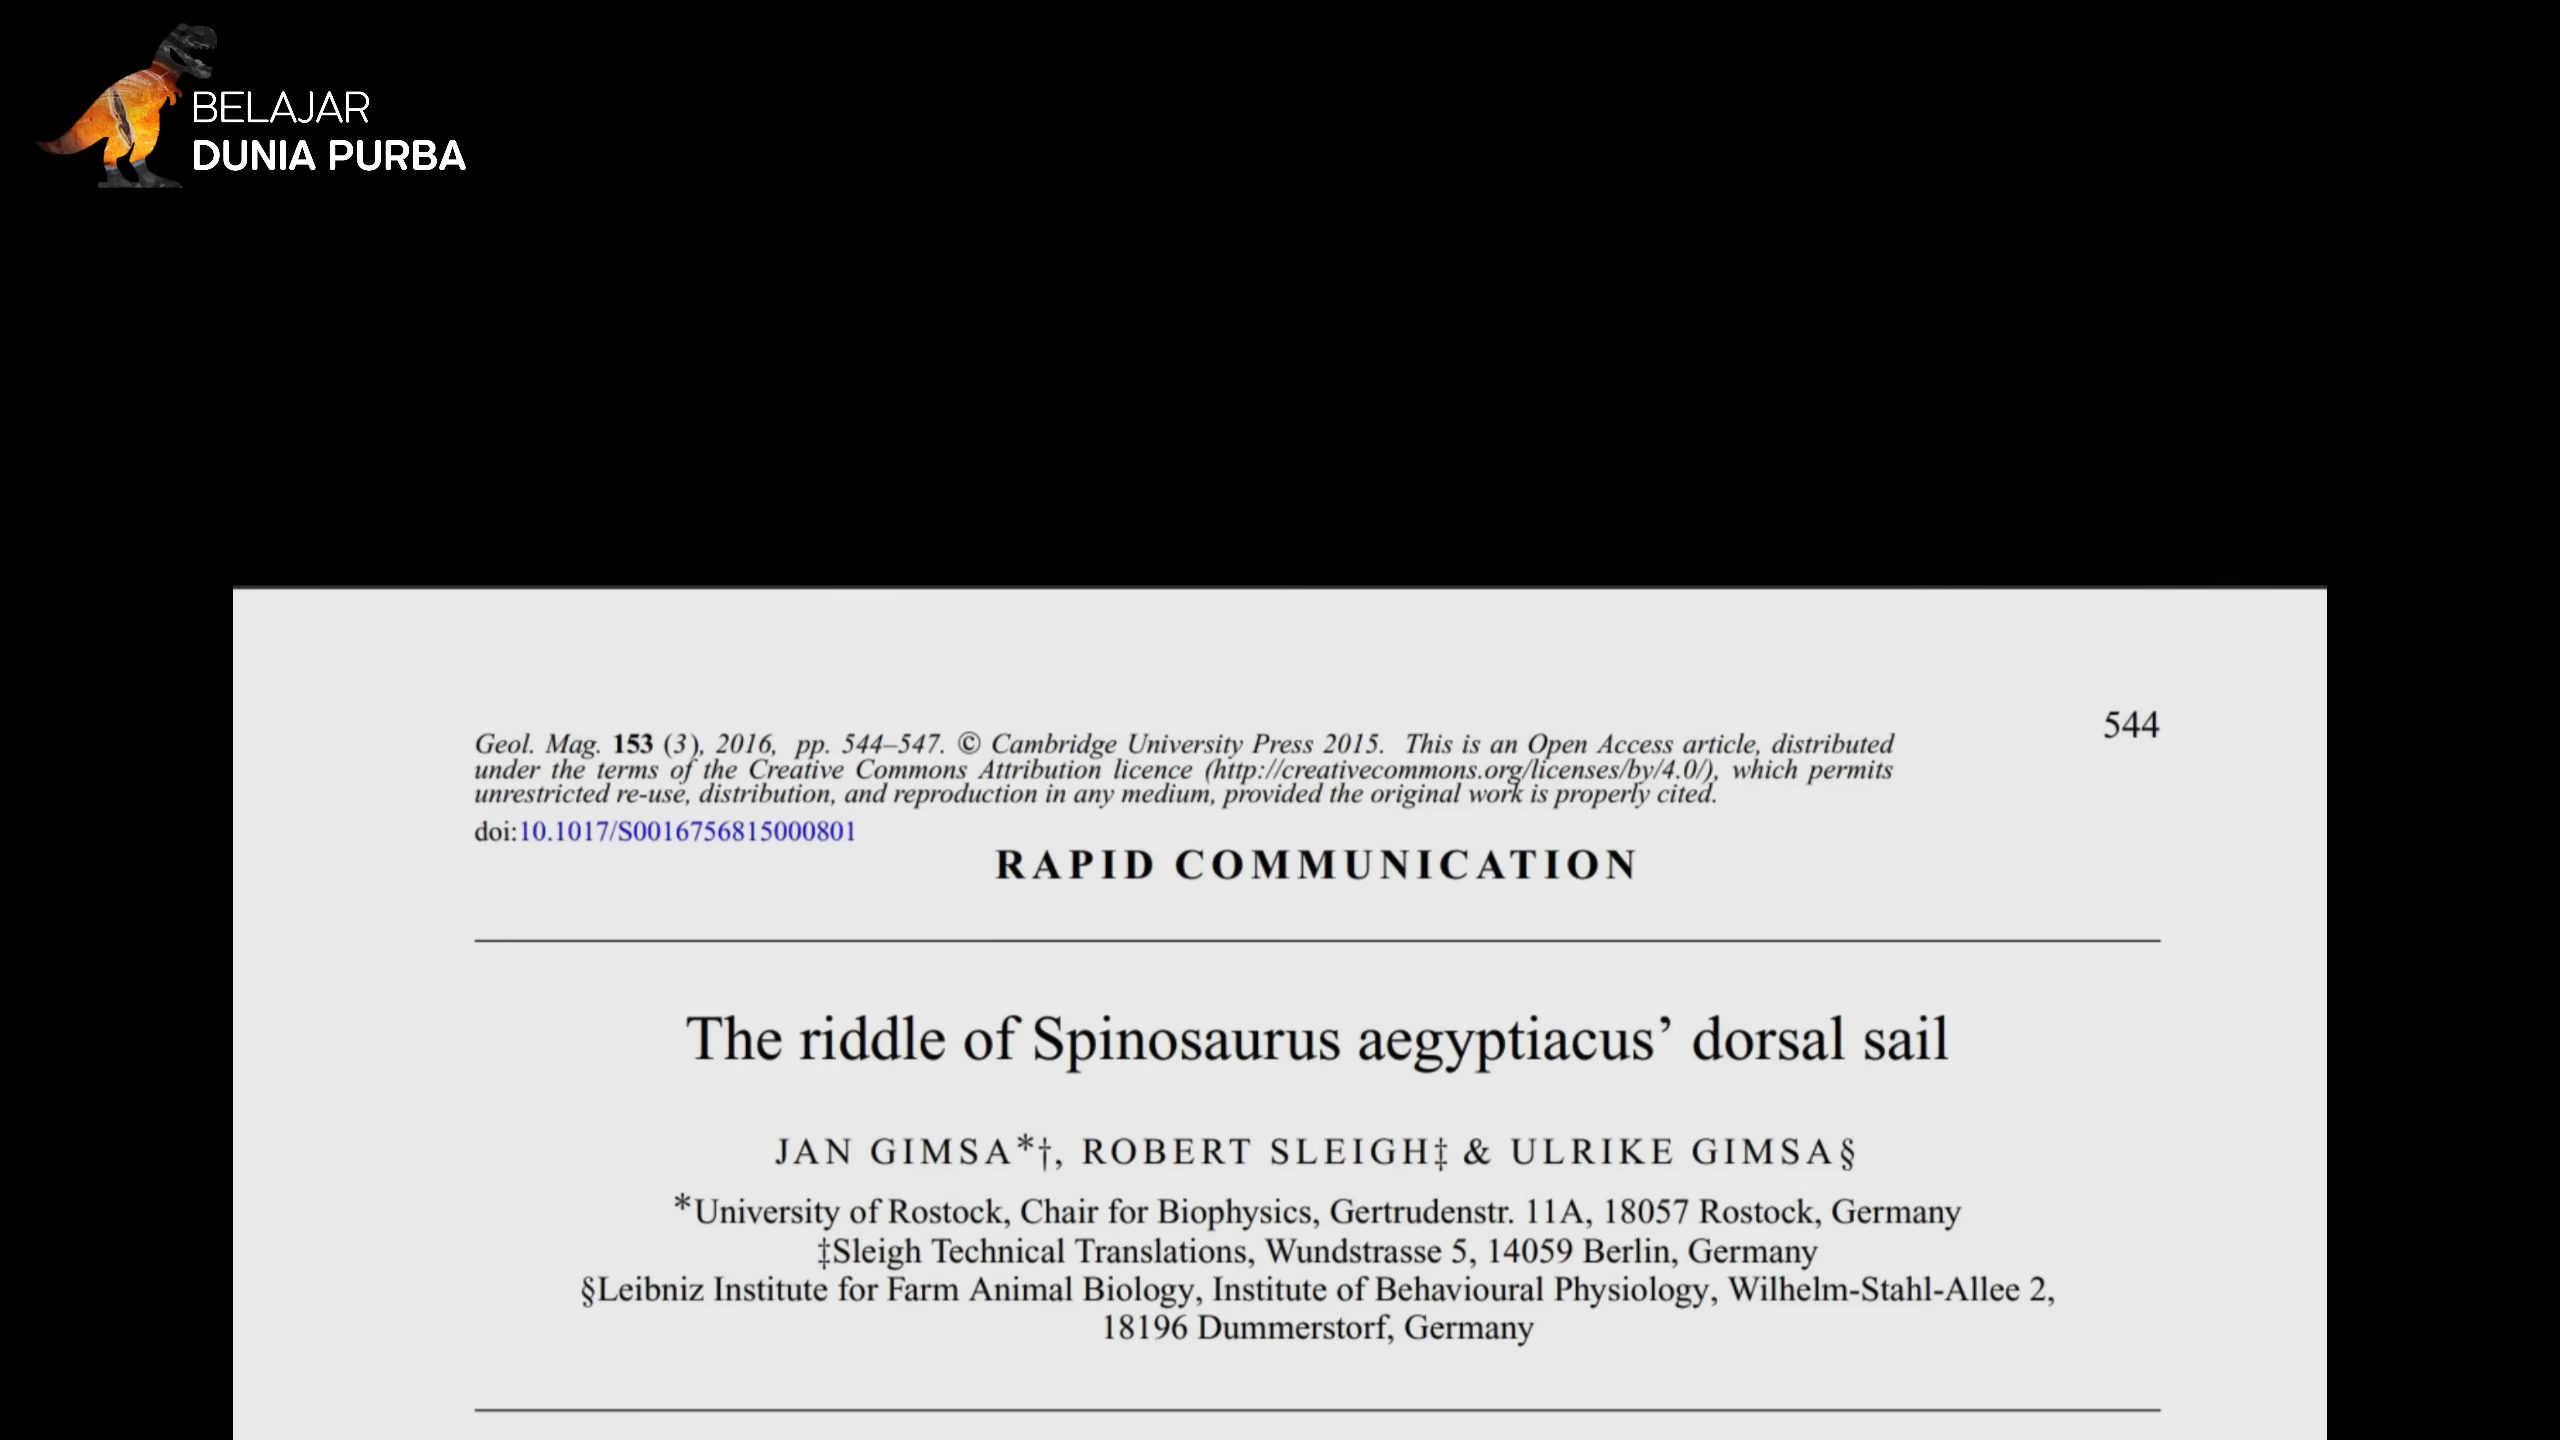 BELAJAR
DUNIA PURBA
544
Geol. Mag. 153 (3), 2016, pp. 544–547. © Cambridge University Press 2015. This is an Open Access article, distributed
under the terms of the Creative Commons Attribution licence (http://creativecommons.org/licenses/by/4.0/), which permits
unrestricted re-use, distribution, and reproduction in any medium, provided the original work is properly cited.
doi:10.1017/S0016756815000801
RAPID COMMUNICATION
The riddle of Spinosaurus aegyptiacus’ dorsal sail
JAN GIMSA*†, ROBERT SLEIGH‡ & ULRIKE GIMSA§
*University of Rostock, Chair for Biophysics, Gertrudenstr. 11A, 18057 Rostock, Germany
‡Sleigh Technical Translations, Wundstrasse 5, 14059 Berlin, Germany
§Leibniz Institute for Farm Animal Biology, Institute of Behavioural Physiology, Wilhelm-Stahl-Allee 2,
18196 Dummerstorf, Germany